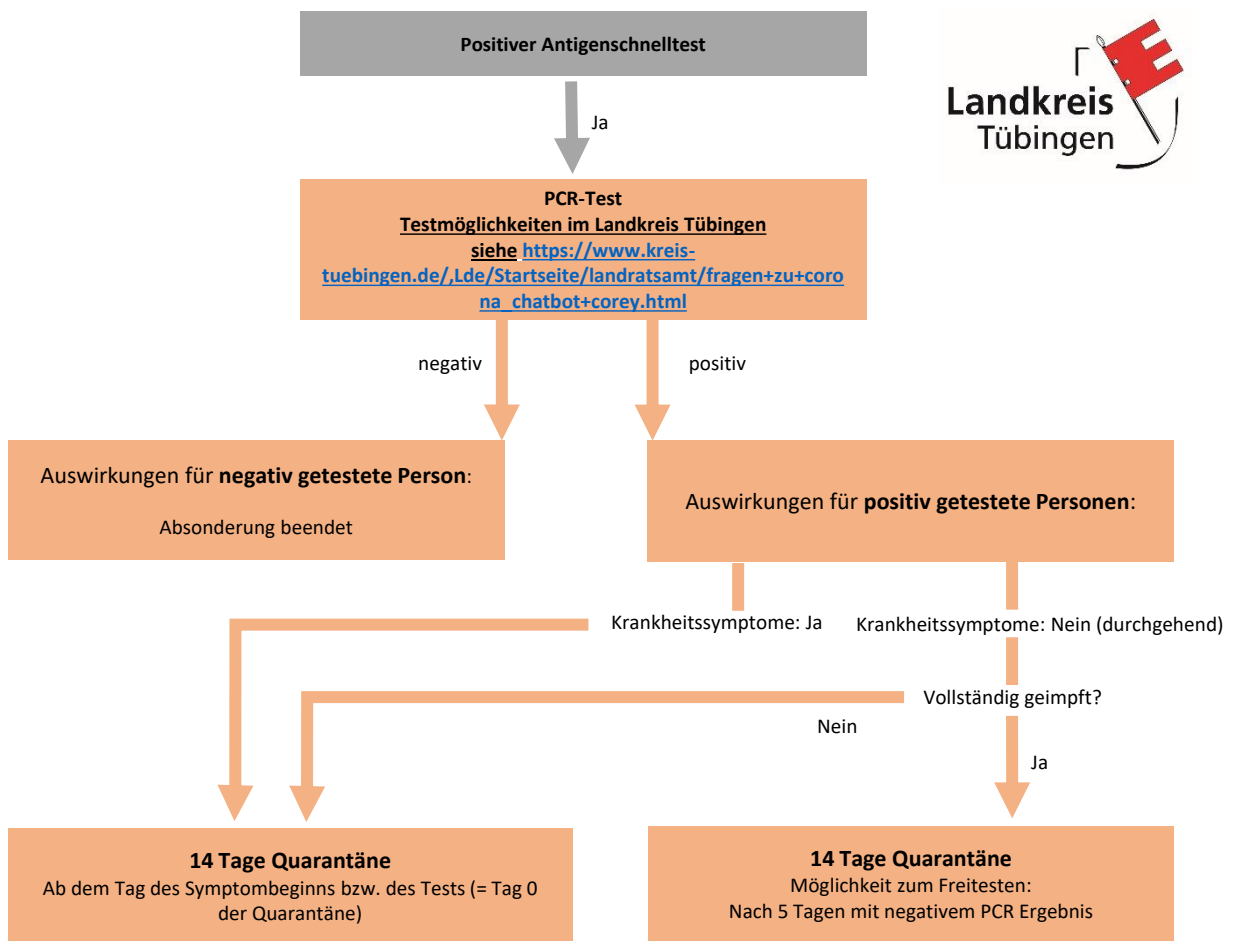 Positiver Antigenschnelltest
Landkreis
Tübingen
Ja
PCR-Test
Testmöglichkeiten im Landkreis Tübingen
siehe https://www.kreis-
tuebingen.de/,Lde/Startseite/landratsamt/fragen+zu+coro
na_chatbot+corey.html
negativ
positiv
Auswirkungen für negativ getestete Person:
Absonderung beendet
Auswirkungen für positiv getestete Personen:
Krankheitssymptome: Ja
Krankheitssymptome: Nein (durchgehend)
Vollständig geimpft?
Nein
Ja
14 Tage Quarantäne
Ab dem Tag des Symptombeginns bzw. des Tests (= Tag 0
der Quarantäne)
14 Tage Quarantäne
Möglichkeit zum Freitesten:
Nach 5 Tagen mit negativem PCR Ergebnis